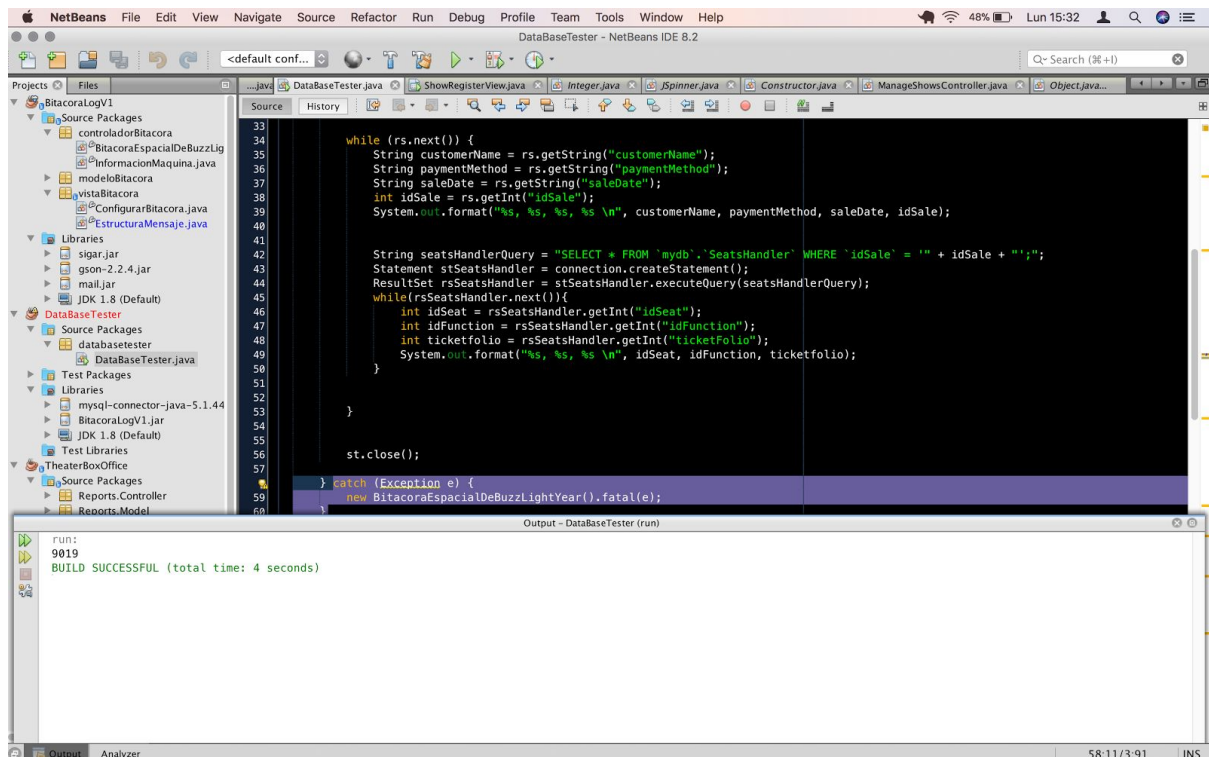 NetBeans File Edit View Navigate Source Refactor Run Debug Profile Team Tools Window Help 48% Lun 15:32
DataBaseTester - NetBeans IDE 8.2
<default conf... Search (⌘+I)
Projects Files ....java DataBaseTester.java ShowRegisterView.java Integer.java JSpinner.java Constructor.java ManageShowsController.java Object.java...
Source History
BitacoraLogV1
Source Packages
controladorBitacora
BitacoraEspacialDeBuzzLig
InformacionMaquina.java
modeloBitacora
vistaBitacora
ConfigurarBitacora.java
EstructuraMensaje.java
Libraries
sigar.jar
gson-2.2.4.jar
mail.jar
JDK 1.8 (Default)
DataBaseTester
Source Packages
databasetester
DataBaseTester.java
Test Packages
Libraries
mysql-connector-java-5.1.44
BitacoraLogV1.jar
JDK 1.8 (Default)
Test Libraries
TheaterBoxOffice
Source Packages
Reports.Controller
Reports.Model
33
34 while (rs.next()) {
35 String customerName = rs.getString("customerName");
36 String paymentMethod = rs.getString("paymentMethod");
37 String saleDate = rs.getString("saleDate");
38 int idSale = rs.getInt("idSale");
39 System.out.format("%s, %s, %s, %s \n", customerName, paymentMethod, saleDate, idSale);
40
41
42 String seatsHandlerQuery = "SELECT * FROM `mydb`.`SeatsHandler` WHERE `idSale` = '" + idSale + "';";
43 Statement stSeatsHandler = connection.createStatement();
44 ResultSet rsSeatsHandler = stSeatsHandler.executeQuery(seatsHandlerQuery);
45 while(rsSeatsHandler.next()){
46 int idSeat = rsSeatsHandler.getInt("idSeat");
47 int idFunction = rsSeatsHandler.getInt("idFunction");
48 int ticketfolio = rsSeatsHandler.getInt("ticketFolio");
49 System.out.format("%s, %s, %s \n", idSeat, idFunction, ticketfolio);
50 }
51
52
53 }
54
55
56 st.close();
57
} catch (Exception e) {
59 new BitacoraEspacialDeBuzzLightYear().fatal(e);
60 }
Output - DataBaseTester (run)
run:
9019
BUILD SUCCESSFUL (total time: 4 seconds)
Output Analyzer 58:11/3:91 INS